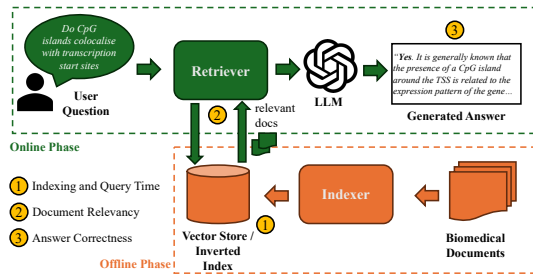 Do CpG
islands colocalise
with transcription
start sites
User
Question
Retriever
LLM
"Yes. It is generally known that
the presence of a CpG island
around the TSS is related to the
expression pattern of the gene…
Generated Answer
3
2
relevant
docs
Online Phase
1 Indexing and Query Time
2 Document Relevancy
3 Answer Correctness
Vector Store /
Inverted
Index
1
Indexer
Biomedical
Documents
Offline Phase